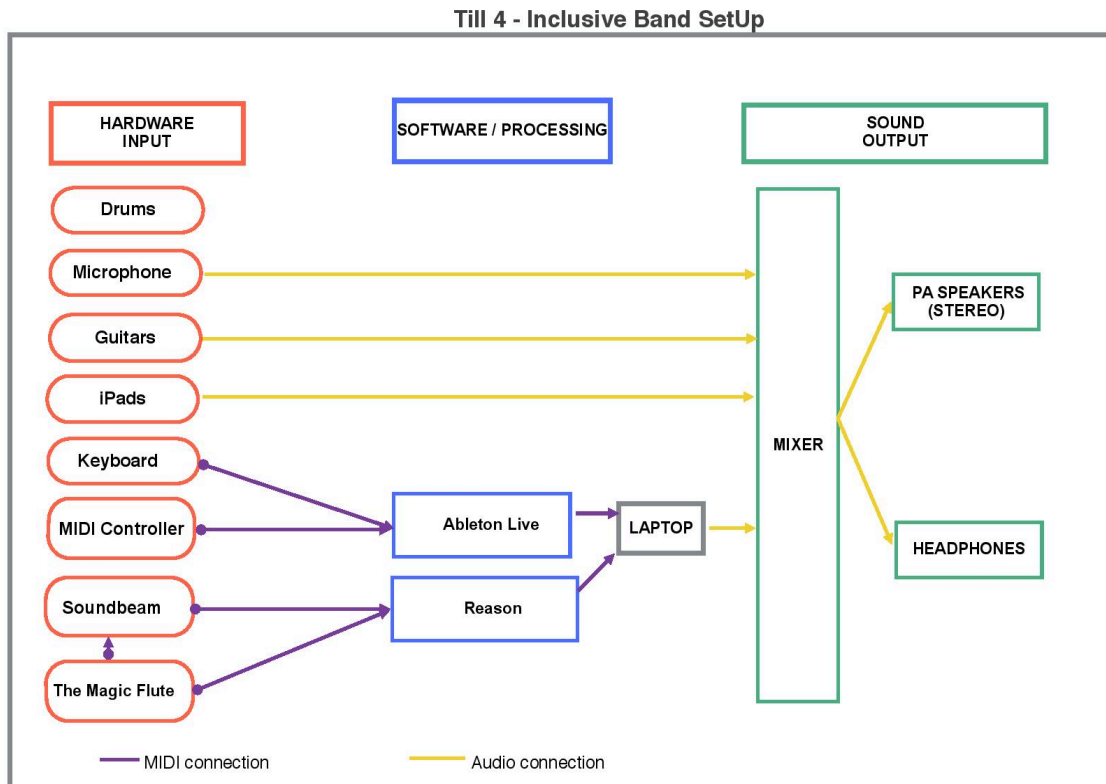 Till 4 - Inclusive Band SetUp
HARDWARE
INPUT
SOFTWARE / PROCESSING
SOUND
OUTPUT
Drums
Microphone
Guitars
iPads
Keyboard
MIDI Controller
Soundbeam
The Magic Flute
Ableton Live
Reason
LAPTOP
MIXER
PA SPEAKERS
(STEREO)
HEADPHONES
MIDI connection
Audio connection